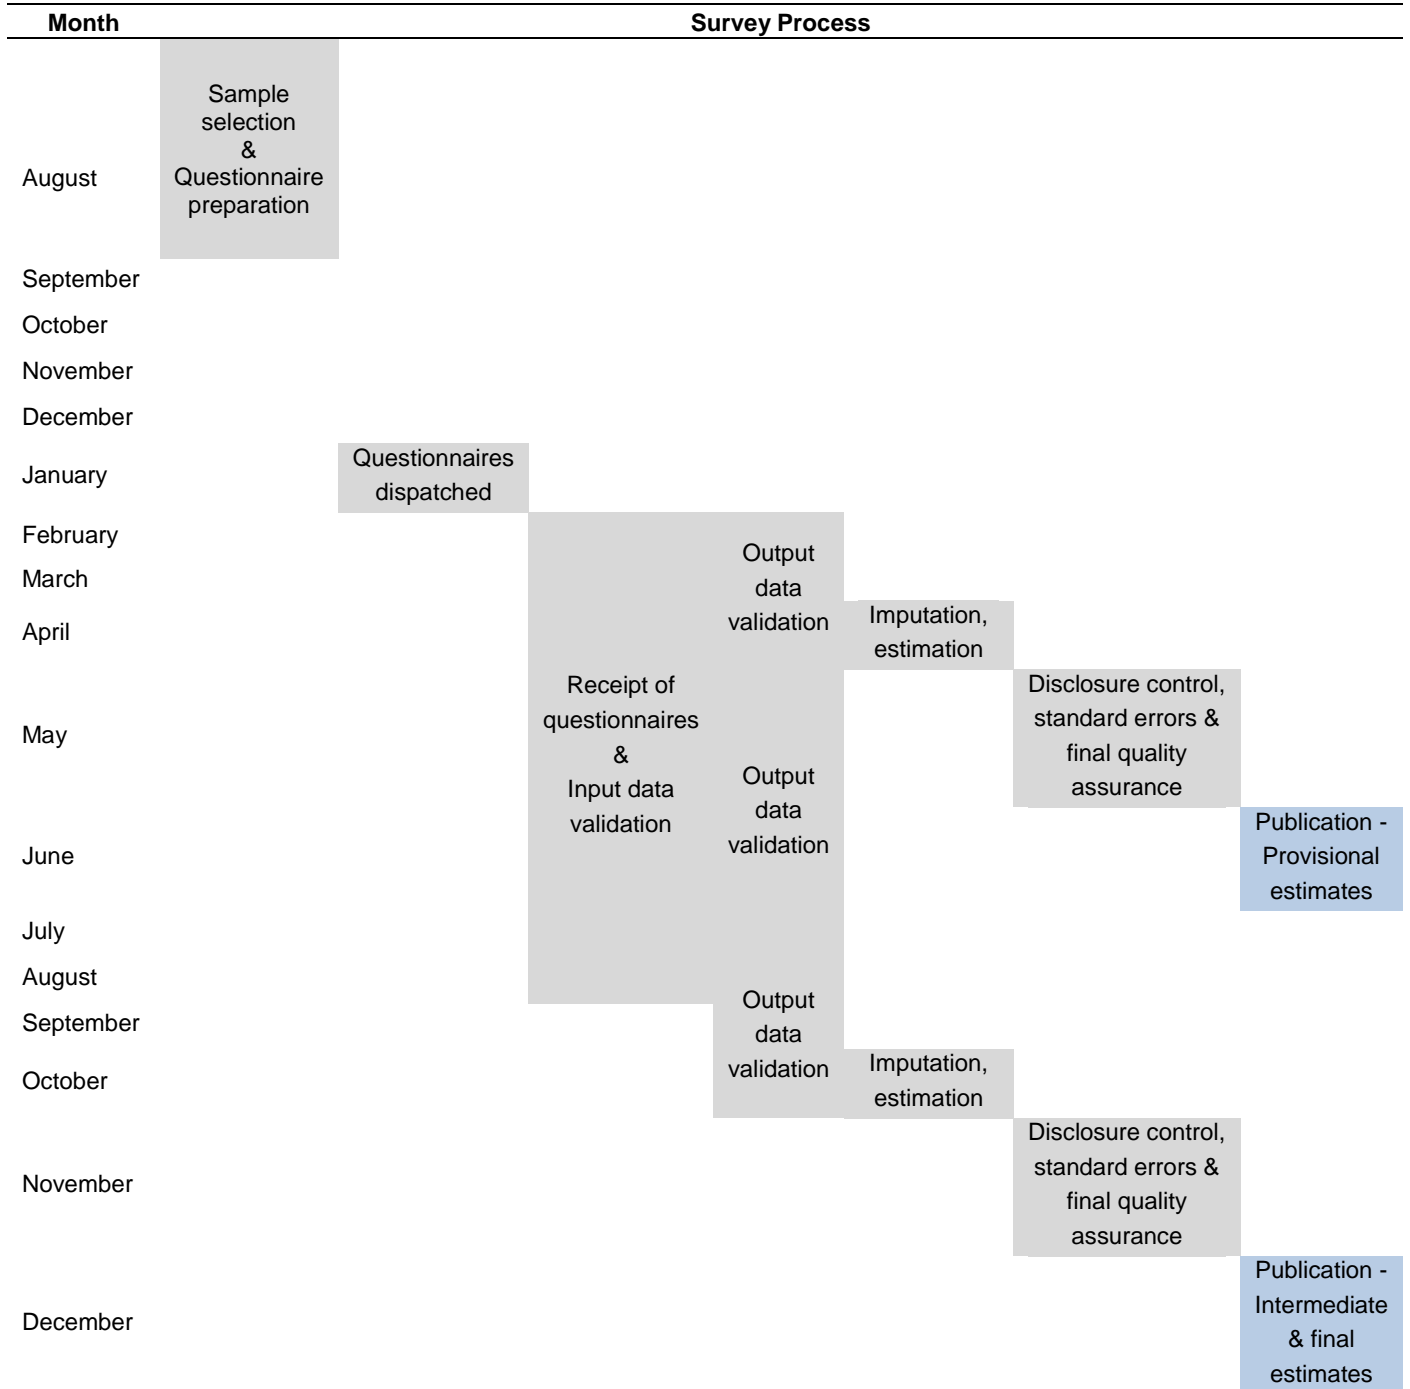 Month Survey Process
Sample
selection
&
Questionnaire
preparation
August
September
October
November
December
January
Questionnaires
dispatched
February
March
April
Output
data
validation
Imputation,
estimation
May
Receipt of
questionnaires
&
Input data
validation
Output
data
validation
Disclosure control,
standard errors &
final quality
assurance
June
Publication -
Provisional
estimates
July
August
September
October
Output
data
validation
Imputation,
estimation
November
Disclosure control,
standard errors &
final quality
assurance
December
Publication -
Intermediate
& final
estimates